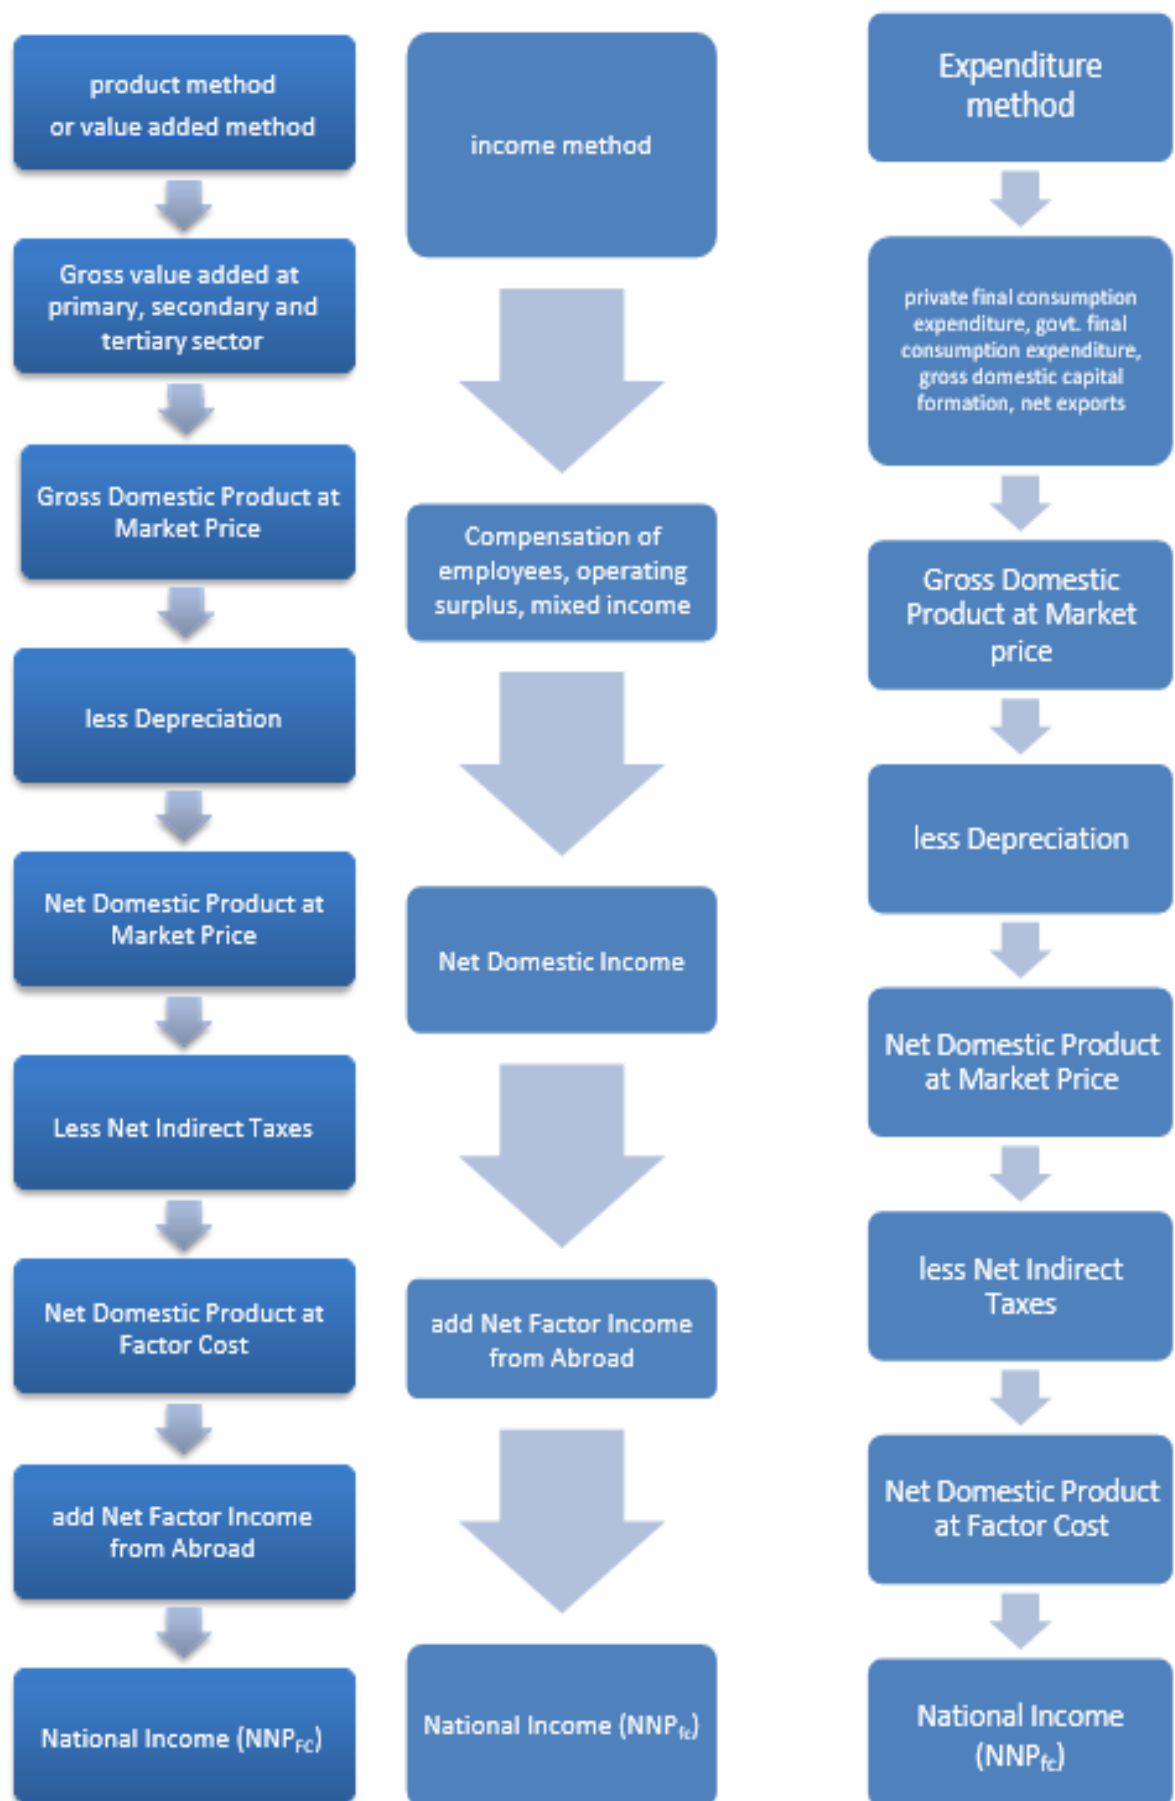 product method
or value added method
Gross value added at
primary, secondary and
tertiary sector
Gross Domestic Product at
Market Price
less Depreciation
Net Domestic Product at
Market Price
Less Net Indirect Taxes
Net Domestic Product at
Factor Cost
add Net Factor Income
from Abroad
National Income (NNPFC)
income method
Compensation of
employees, operating
surplus, mixed income
Net Domestic Income
add Net Factor Income
from Abroad
National Income (NNPfc)
Expenditure
method
private final consumption
expenditure, govt. final
consumption expenditure,
gross domestic capital
formation, net exports
Gross Domestic
Product at Market
price
less Depreciation
Net Domestic Product
at Market Price
less Net Indirect
Taxes
Net Domestic Product
at Factor Cost
National Income
(NNPfc)